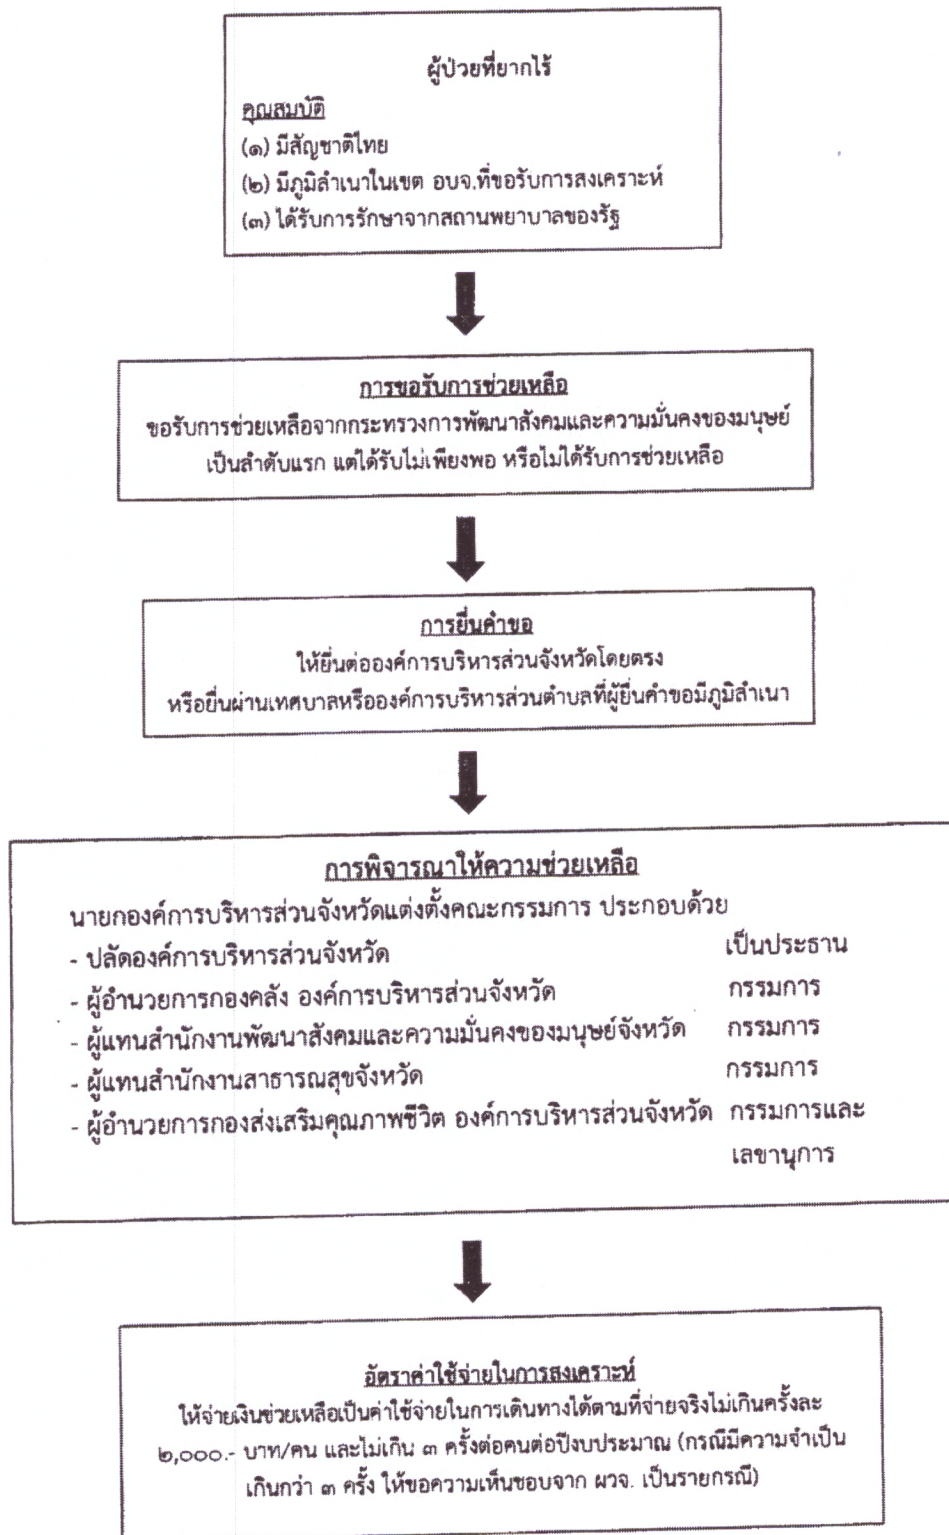 ผู้ป่วยที่ยากไร้
คุณสมบัติ
(๑) มีสัญชาติไทย
(๒) มีภูมิลำเนาในเขต อบจ.ที่ขอรับการสงเคราะห์
(๓) ได้รับการรักษาจากสถานพยาบาลของรัฐ
การขอรับการช่วยเหลือ
ขอรับการช่วยเหลือจากกระทรวงการพัฒนาสังคมและความมั่นคงของมนุษย์
เป็นลำดับแรก แต่ได้รับไม่เพียงพอ หรือไม่ได้รับการช่วยเหลือ
การยื่นคำขอ
ให้ยื่นต่อองค์การบริหารส่วนจังหวัดโดยตรง
หรือยื่นผ่านเทศบาลหรือองค์การบริหารส่วนตำบลที่ผู้ยื่นคำขอมีภูมิลำเนา
การพิจารณาให้ความช่วยเหลือ
นายกองค์การบริหารส่วนจังหวัดแต่งตั้งคณะกรรมการ ประกอบด้วย
- ปลัดองค์การบริหารส่วนจังหวัด เป็นประธาน
- ผู้อำนวยการกองคลัง องค์การบริหารส่วนจังหวัด กรรมการ
- ผู้แทนสำนักงานพัฒนาสังคมและความมั่นคงของมนุษย์จังหวัด กรรมการ
- ผู้แทนสำนักงานสาธารณสุขจังหวัด กรรมการ
- ผู้อำนวยการกองส่งเสริมคุณภาพชีวิต องค์การบริหารส่วนจังหวัด กรรมการและ
เลขานุการ
อัตราค่าใช้จ่ายในการสงเคราะห์
ให้จ่ายเงินช่วยเหลือเป็นค่าใช้จ่ายในการเดินทางได้ตามที่จ่ายจริงไม่เกินครั้งละ
๒,๐๐๐.- บาท/คน และไม่เกิน ๓ ครั้งต่อคนต่อปีงบประมาณ (กรณีมีความจำเป็น
เกินกว่า ๓ ครั้ง ให้ขอความเห็นชอบจาก ผวจ. เป็นรายกรณี)